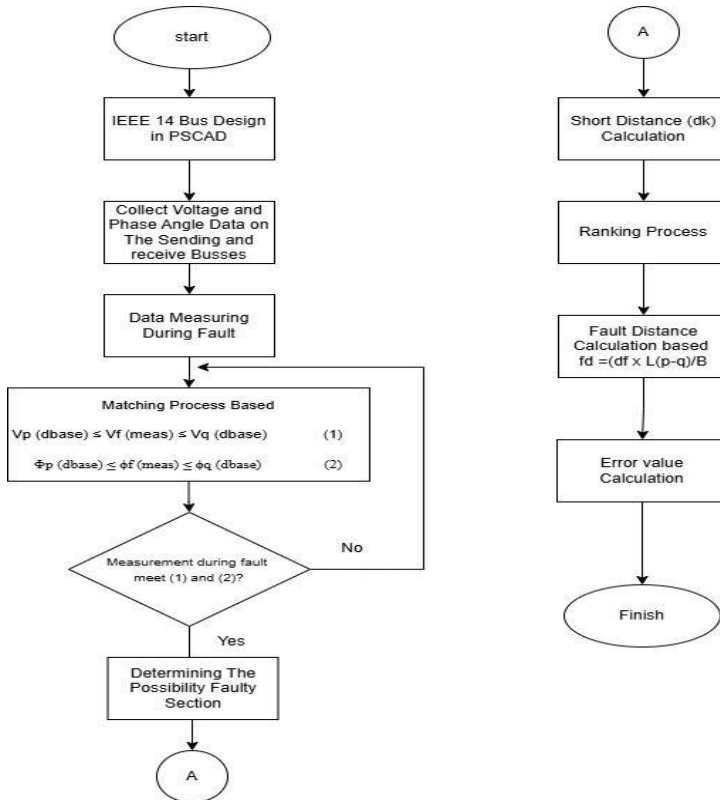 start
IEEE 14 Bus Design
in PSCAD
Collect Voltage and
Phase Angle Data on
The Sending and
receive Busses
Data Measuring
During Fault
Matching Process Based
Vp (dbase) ≤ Vf (meas) ≤ Vq (dbase) (1)
Φp (dbase) ≤ ϕf (meas) ≤ ϕq (dbase) (2)
Measurement during fault
meet (1) and (2)?
No
Yes
Determining The
Possibility Faulty
Section
A
A
Short Distance (dk)
Calculation
Ranking Process
Fault Distance
Calculation based
fd =(df x L(p-q)/B
Error value
Calculation
Finish